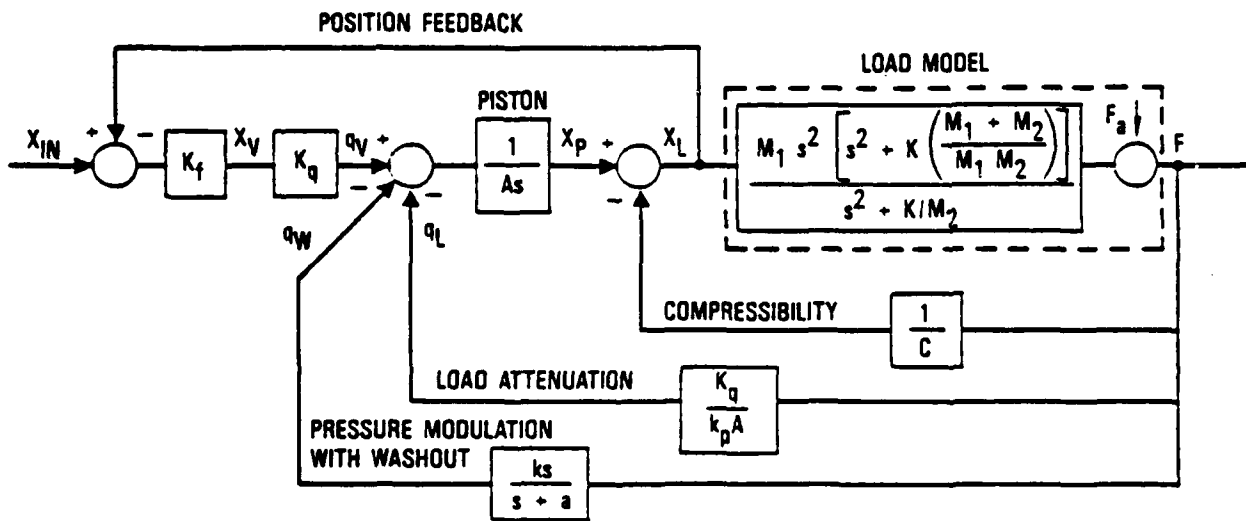 POSITION FEEDBACK
LOAD MODEL
PISTON
X_IN + − K_f X_V K_q q_V + − − 1/As X_P + − X_L
M_1 s^2 [ s^2 + K ( (M_1 + M_2) / (M_1 M_2) ) ]
s^2 + K/M_2
F_a F
q_W q_L
COMPRESSIBILITY 1/C
LOAD ATTENUATION K_q / k_p A
PRESSURE MODULATION
WITH WASHOUT ks / (s + a)